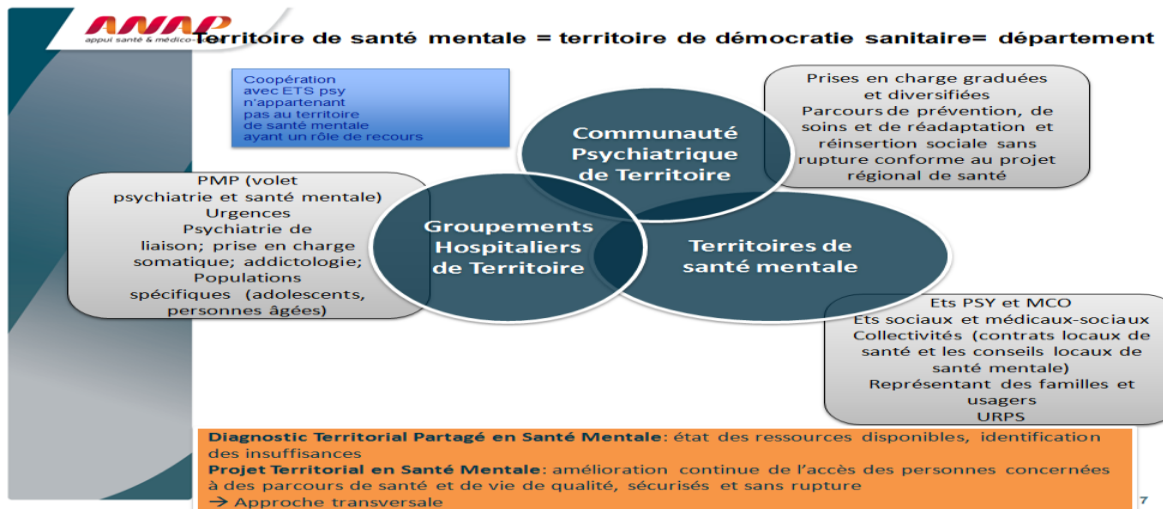 ANAP
appui santé & médico-
Territoire de santé mentale = territoire de démocratie sanitaire= département
Coopération
avec ETS psy
n'appartenant
pas au territoire
de santé mentale
ayant un rôle de recours
Prises en charge graduées
et diversifiées
Parcours de prévention, de
soins et de réadaptation et
réinsertion sociale sans
rupture conforme au projet
régional de santé
Communauté
Psychiatrique
de Territoire
PMP (volet
psychiatrie et santé mentale)
Urgences
Psychiatrie de
liaison; prise en charge
somatique; addictologie;
Populations
spécifiques (adolescents,
personnes âgées)
Groupements
Hospitaliers
de Territoire
Territoires de
santé mentale
Ets PSY et MCO
Ets sociaux et médicaux-sociaux
Collectivités (contrats locaux de
santé et les conseils locaux de
santé mentale)
Représentant des familles et
usagers
URPS
Diagnostic Territorial Partagé en Santé Mentale: état des ressources disponibles, identification
des insuffisances
Projet Territorial en Santé Mentale: amélioration continue de l'accès des personnes concernées
à des parcours de santé et de vie de qualité, sécurisés et sans rupture
→ Approche transversale
7